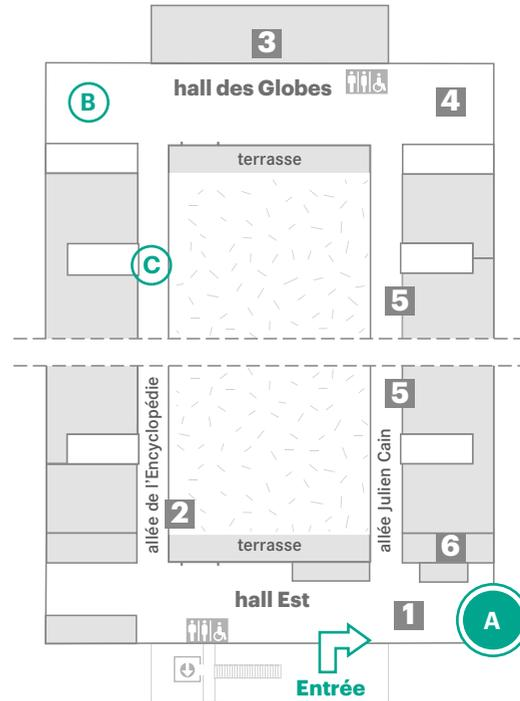 3
hall des Globes
B
4
terrasse
C
5
5
allée de l'Encyclopédie
allée Julien Cain
2
terrasse
6
hall Est
1
A
Entrée